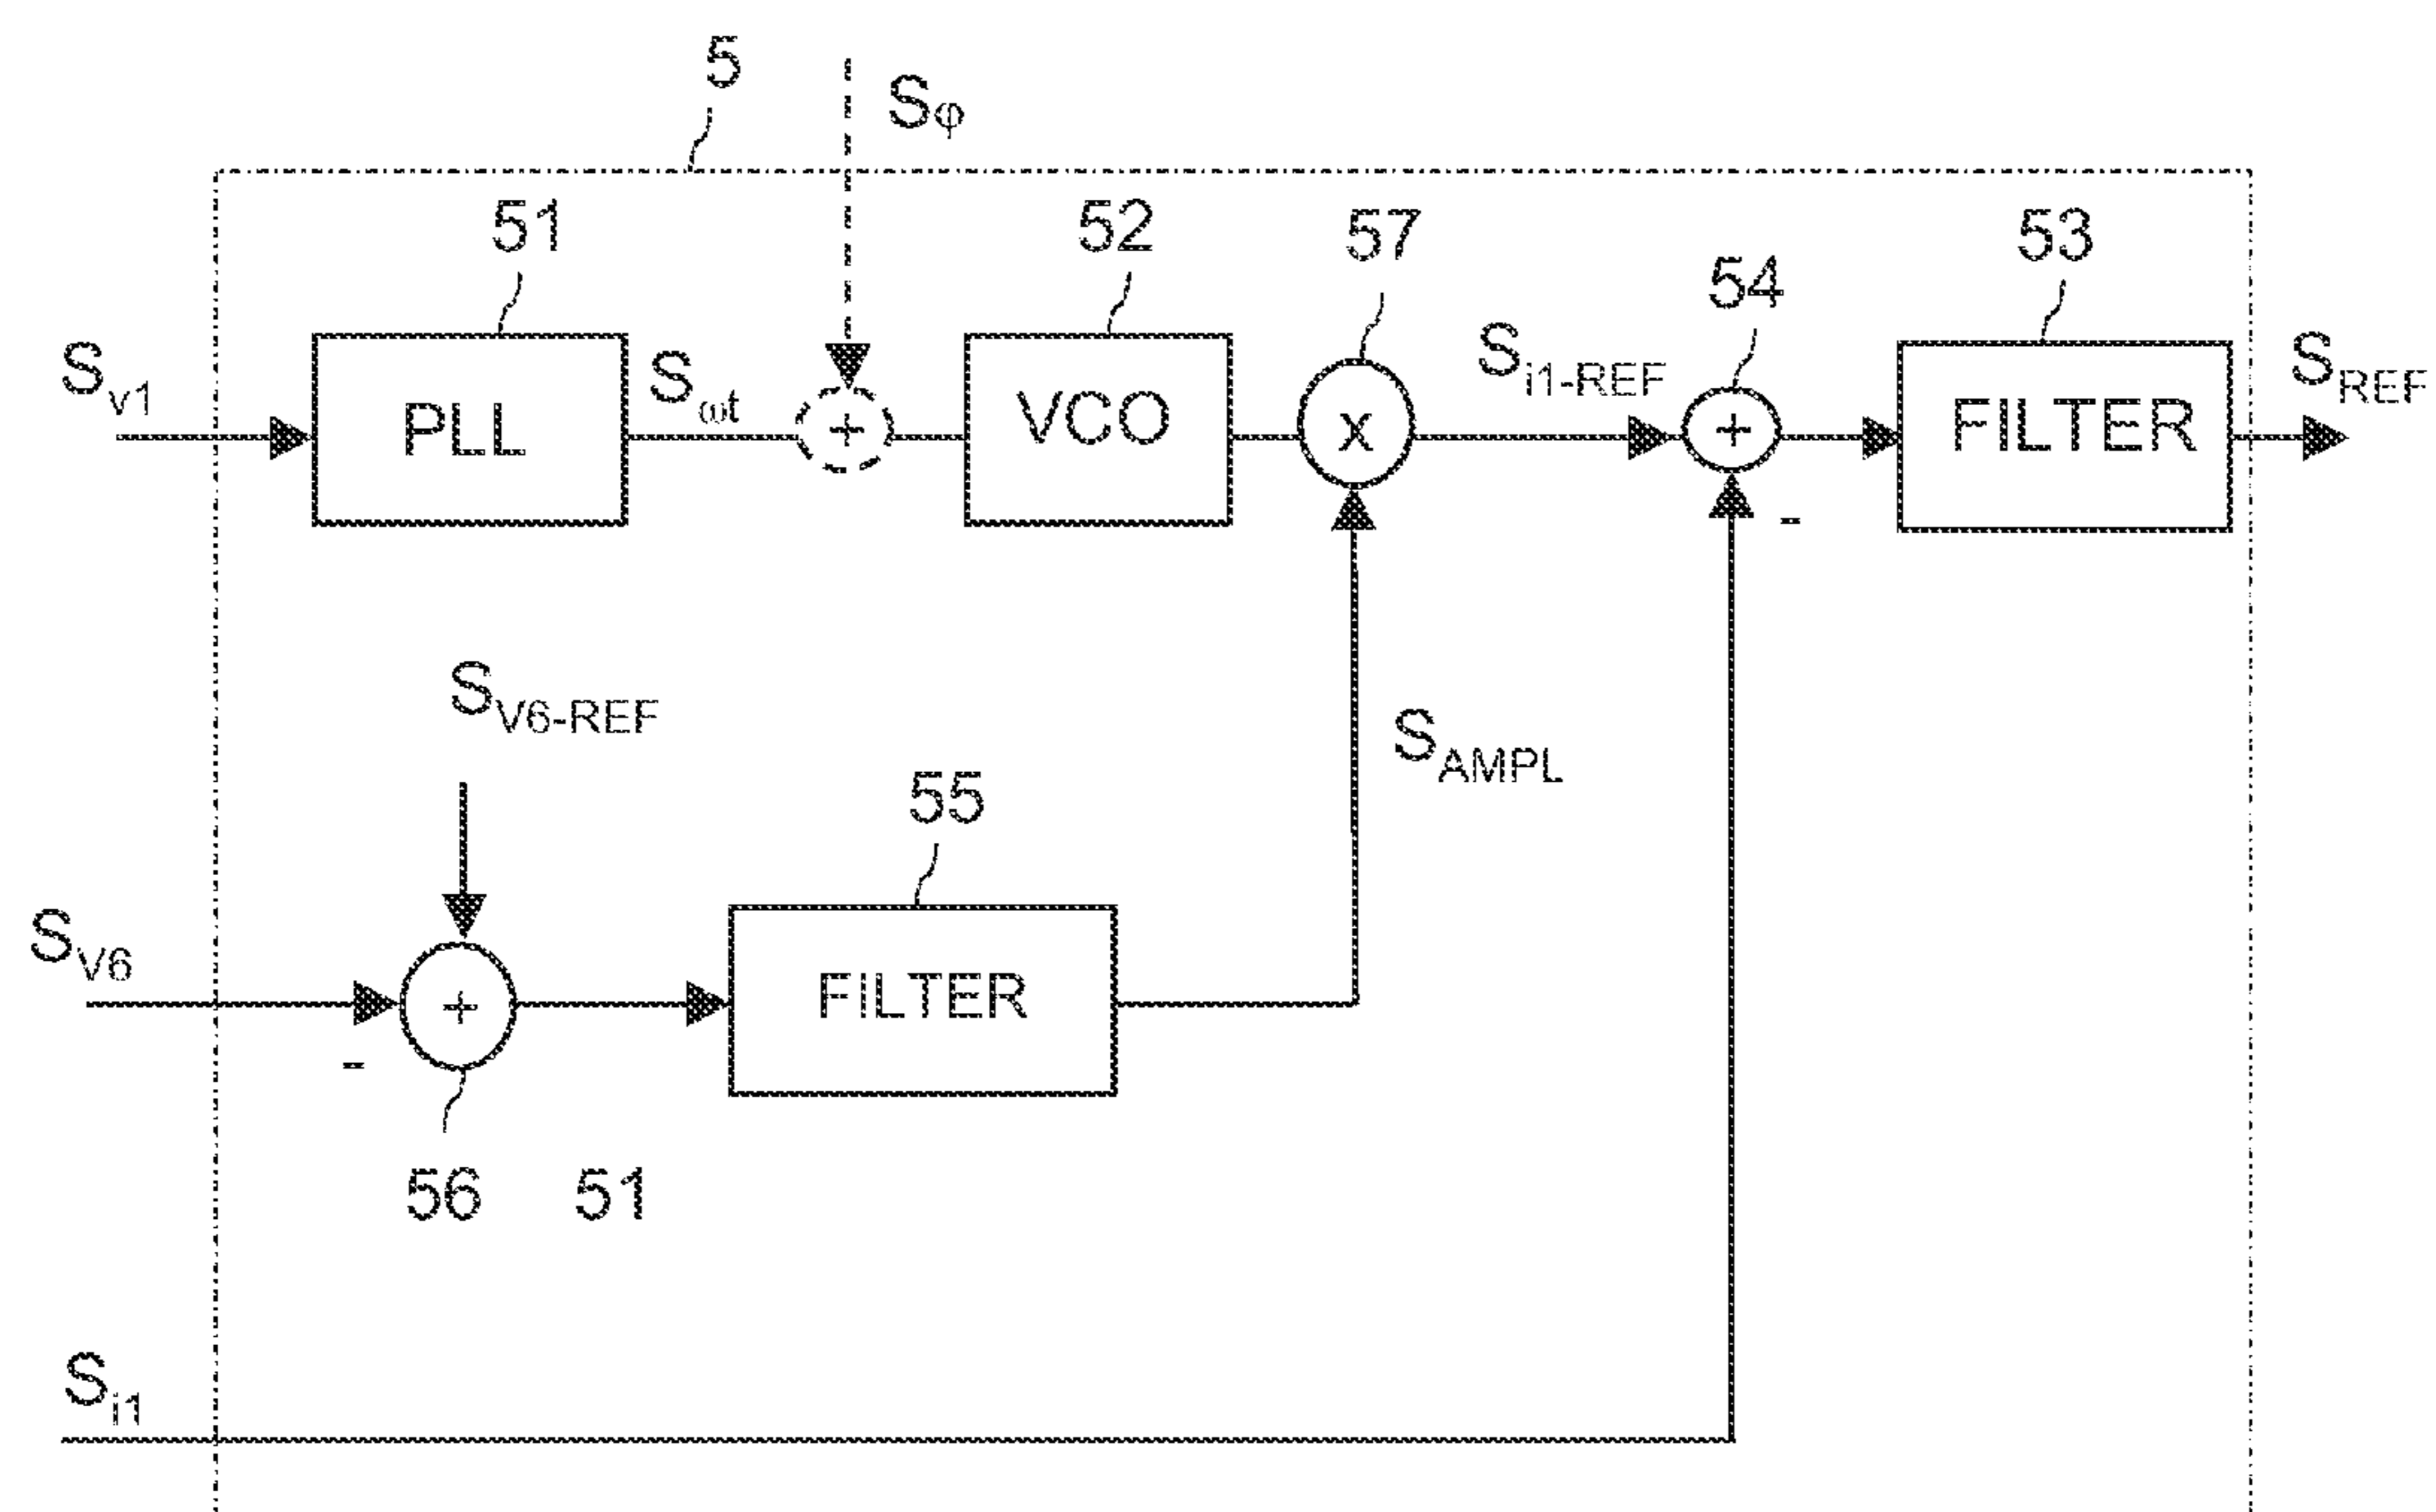 5
Sφ
51
52
57
54
53
Sv1
PLL
Sωt
+
VCO
x
Si1-REF
+
FILTER
SREF
-
SV6-REF
SAMPL
55
SV6
+
FILTER
-
56
51
Si1